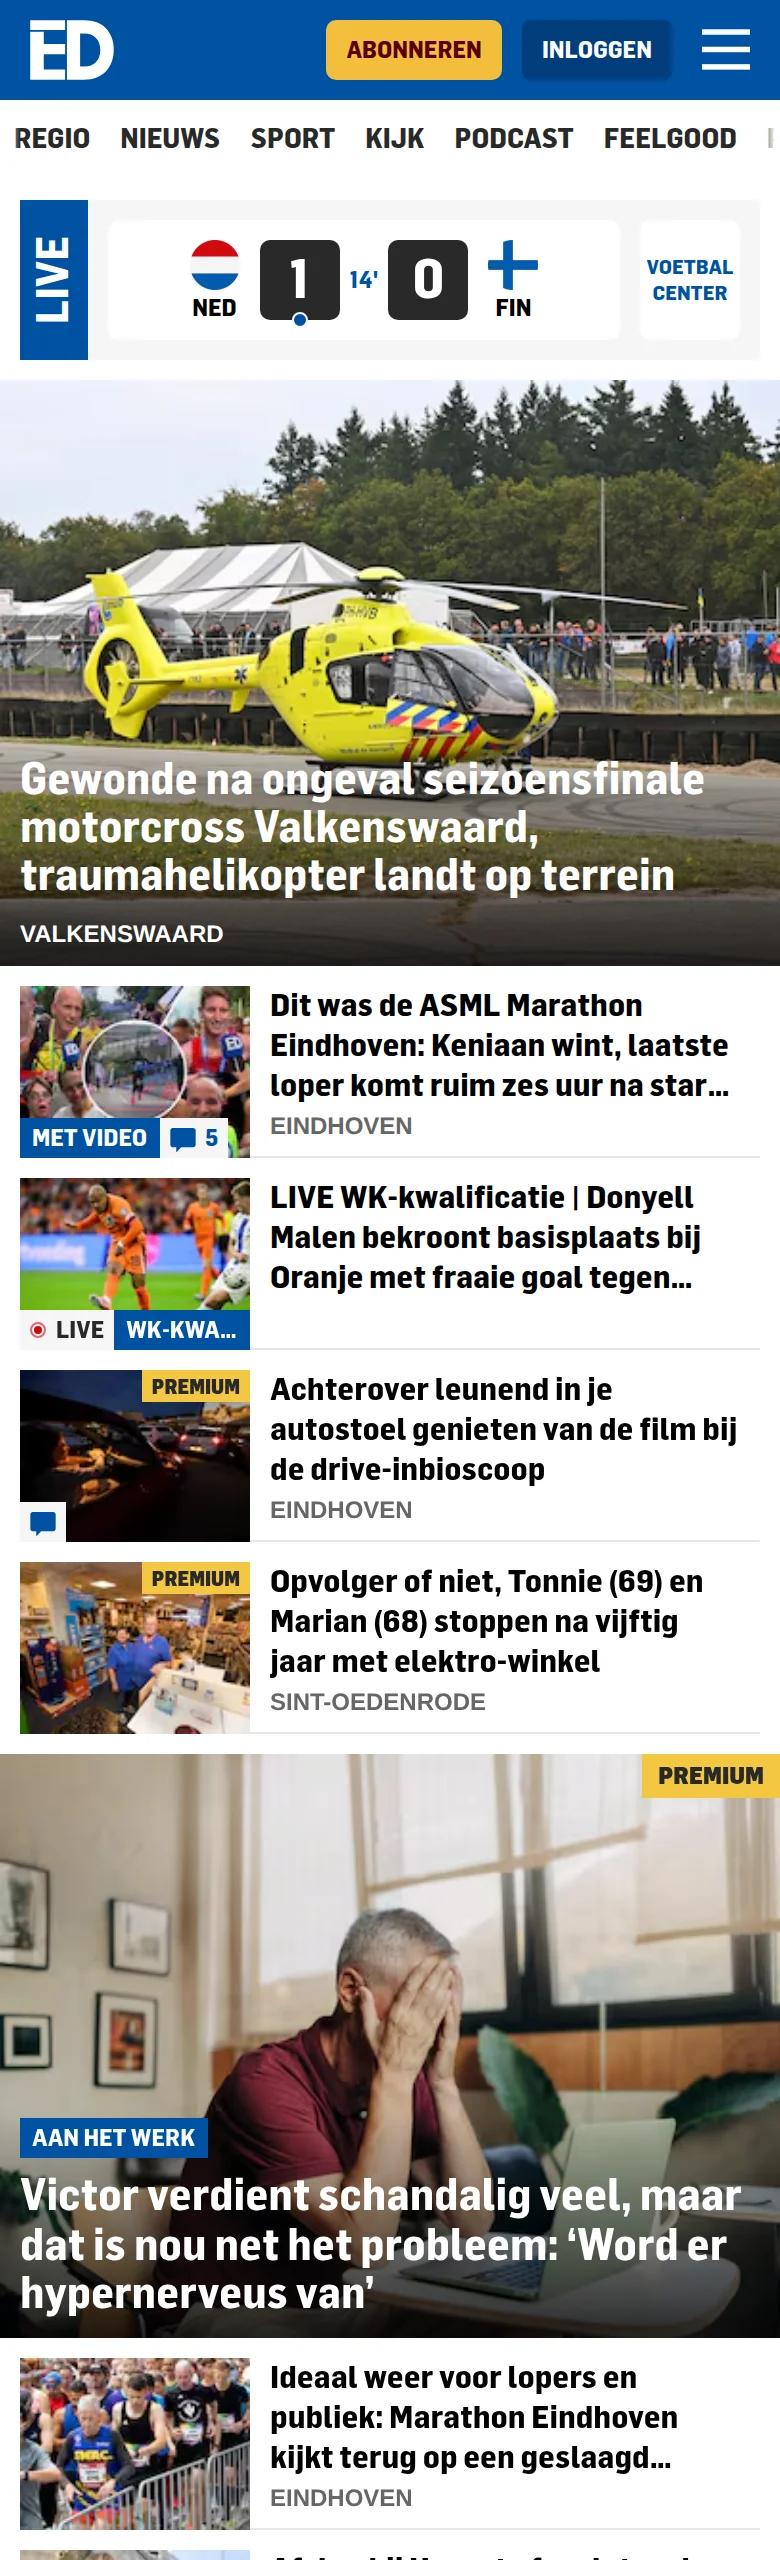 ED
ABONNEREN
INLOGGEN
REGIO NIEUWS SPORT KIJK PODCAST FEELGOOD
LIVE
NED
1
14'
0
FIN
VOETBAL
CENTER
Gewonde na ongeval seizoensfinale
motorcross Valkenswaard,
traumahelikopter landt op terrein
VALKENSWAARD
Dit was de ASML Marathon
Eindhoven: Keniaan wint, laatste
loper komt ruim zes uur na star...
EINDHOVEN
MET VIDEO
5
LIVE WK-kwalificatie | Donyell
Malen bekroont basisplaats bij
Oranje met fraaie goal tegen...
LIVE
WK-KWA...
PREMIUM
Achterover leunend in je
autostoel genieten van de film bij
de drive-inbioscoop
EINDHOVEN
PREMIUM
Opvolger of niet, Tonnie (69) en
Marian (68) stoppen na vijftig
jaar met elektro-winkel
SINT-OEDENRODE
PREMIUM
AAN HET WERK
Victor verdient schandalig veel, maar
dat is nou net het probleem: ‘Word er
hypernerveus van’
Ideaal weer voor lopers en
publiek: Marathon Eindhoven
kijkt terug op een geslaagd...
EINDHOVEN